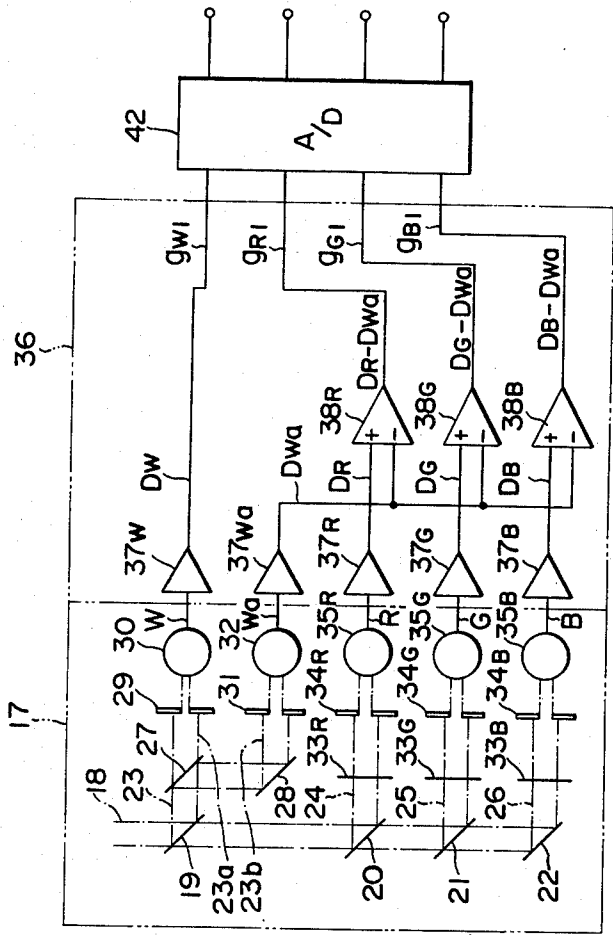 17
36
42
18
23
27
29
30
W
37W
DW
gW1
A/D
19
23a
23b
28
31
32
Wa
37Wa
Dwa
gR1
33R
34R
35R
R
37R
DR
38R
+
−
DR-Dwa
24
20
gG1
33G
34G
35G
G
37G
DG
38G
+
−
DG-Dwa
25
21
gB1
33B
34B
35B
B
37B
DB
38B
+
−
DB-Dwa
26
22